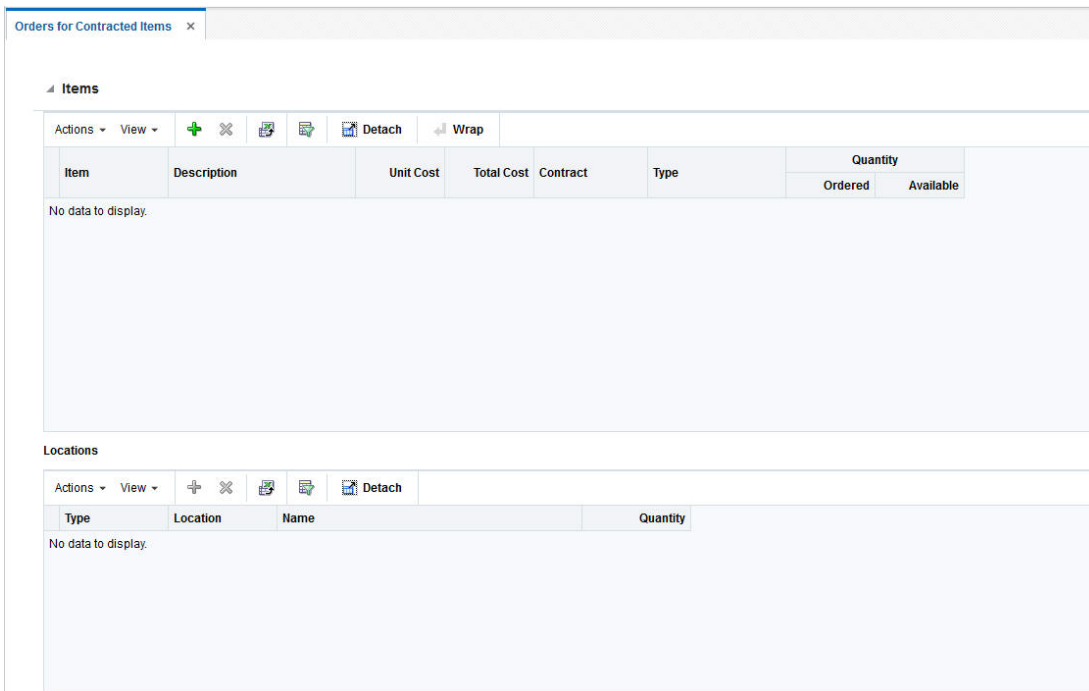 Orders for Contracted Items ×
Items
Actions View Detach Wrap
Quantity
Item Description Unit Cost Total Cost Contract Type
Ordered Available
No data to display.
Locations
Actions View Detach
Type Location Name Quantity
No data to display.